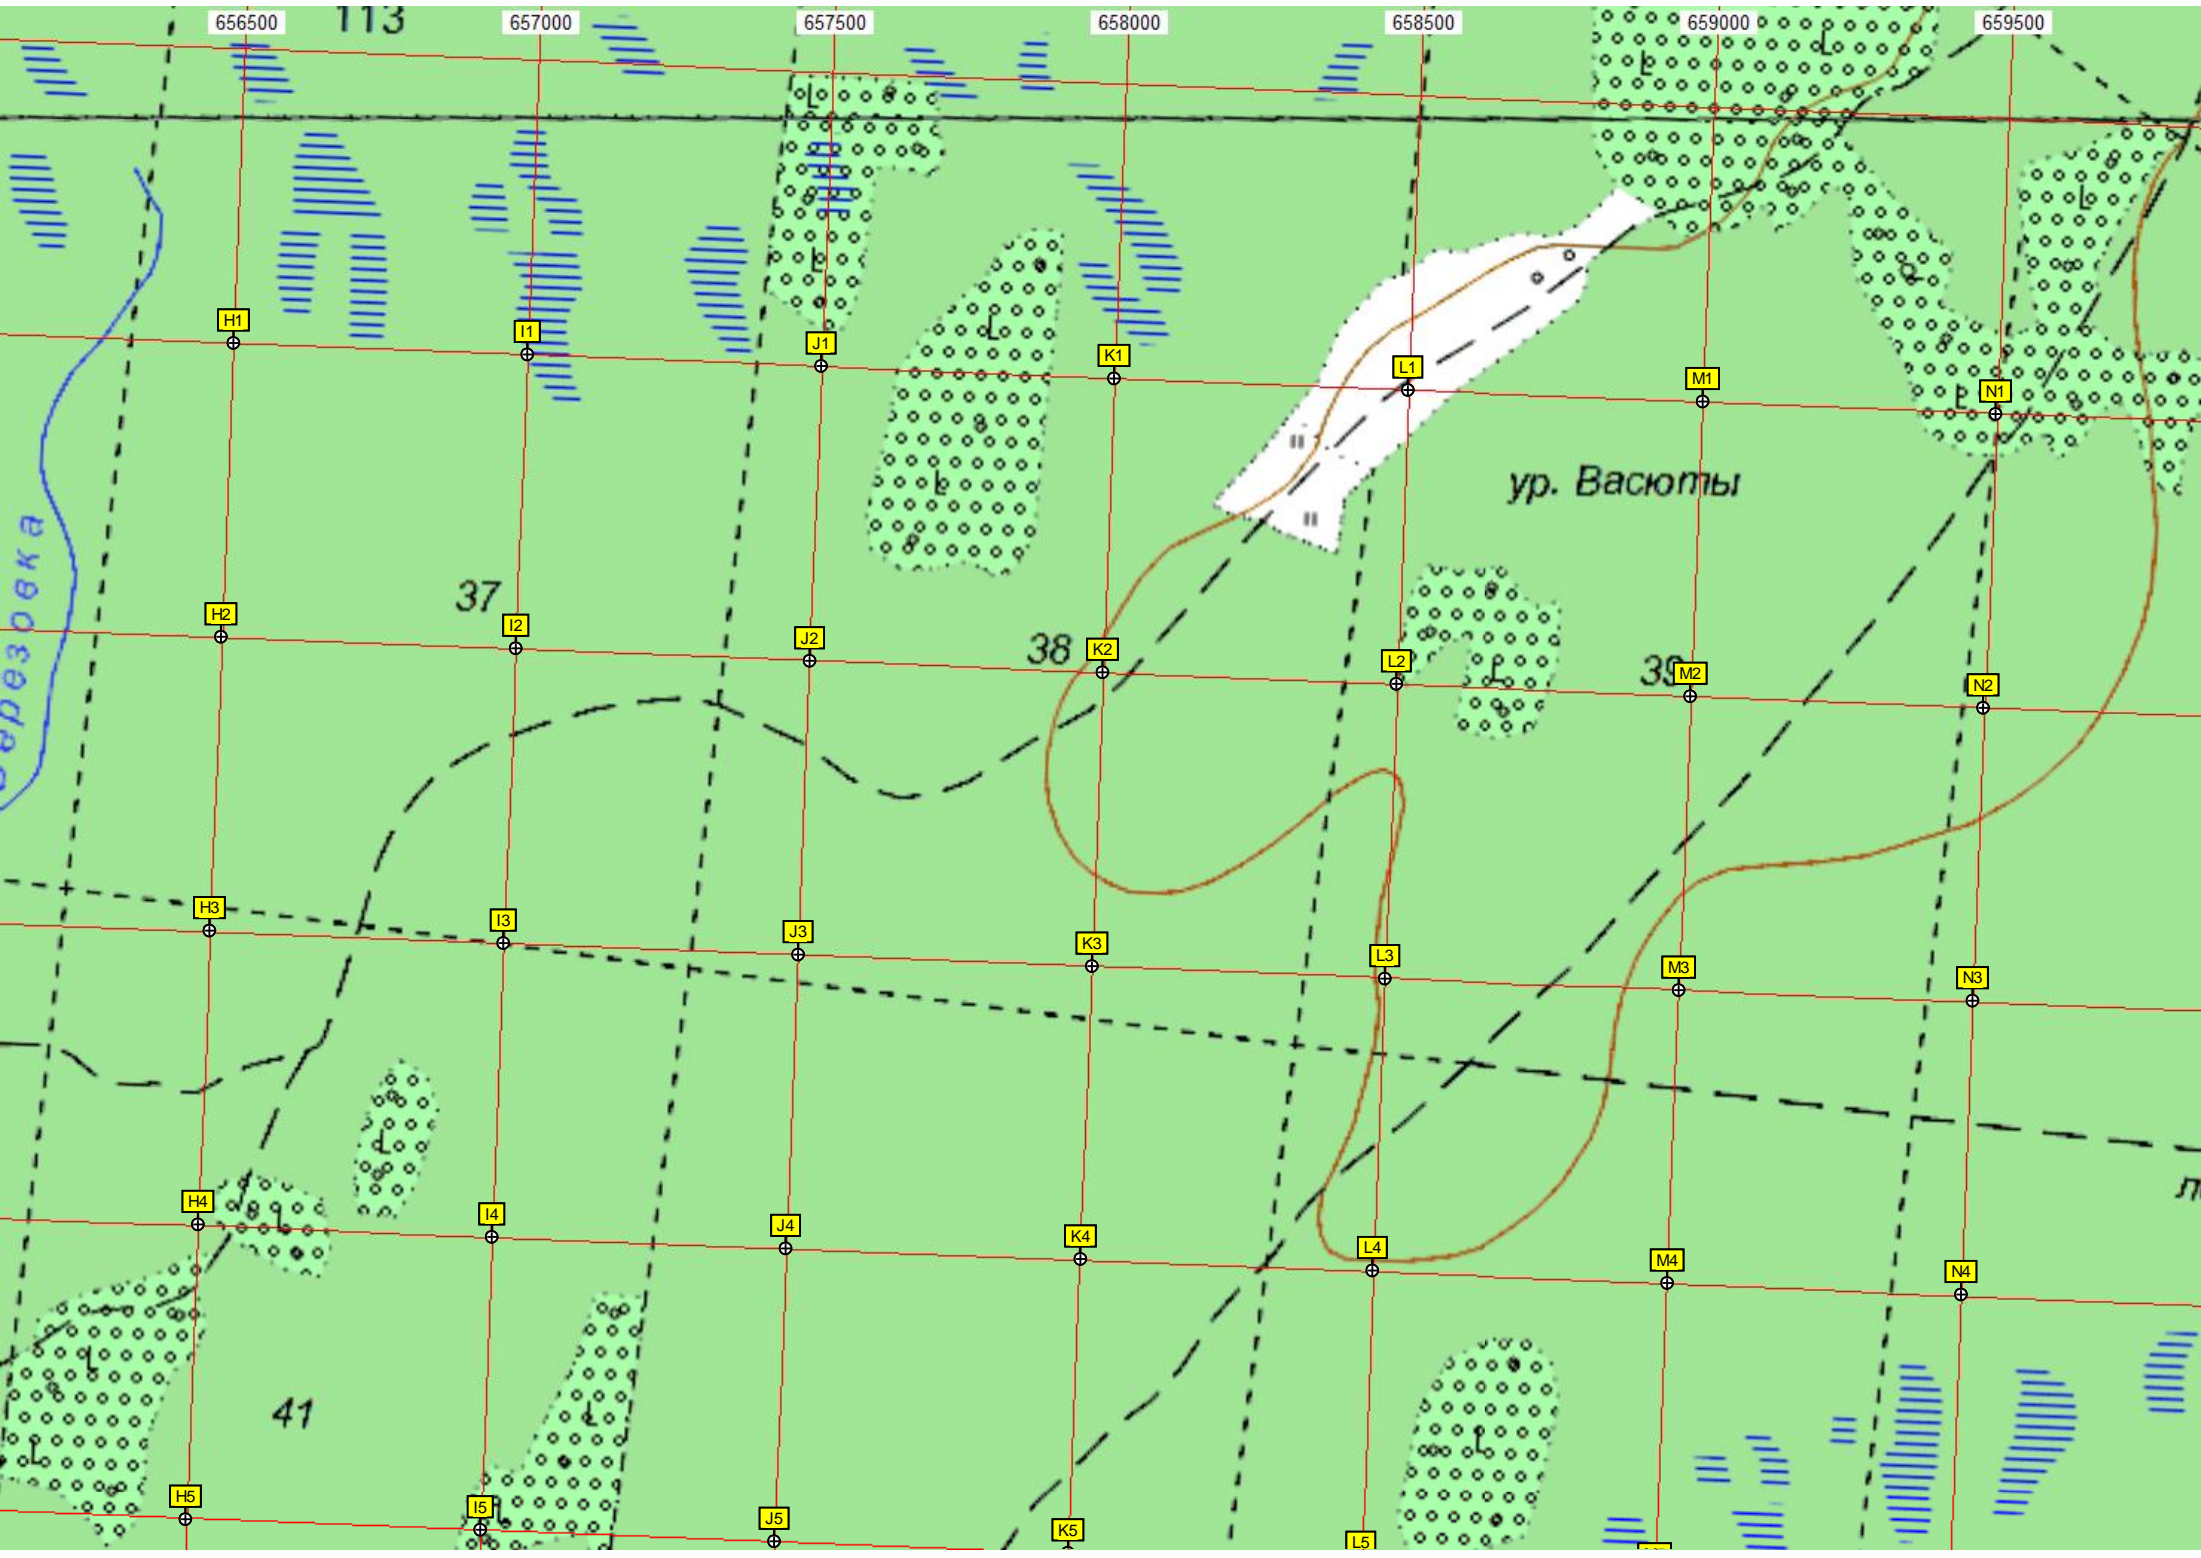 113
656500 657000 657500 658000 658500 659000 659500
H1 I1 J1 K1 L1 M1 N1
ур. Васюты
37
38
39
H2 I2 J2 K2 L2 M2 N2
H3 I3 J3 K3 L3 M3 N3
H4 I4 J4 K4 L4 M4 N4
41
H5 I5 J5 K5 L5